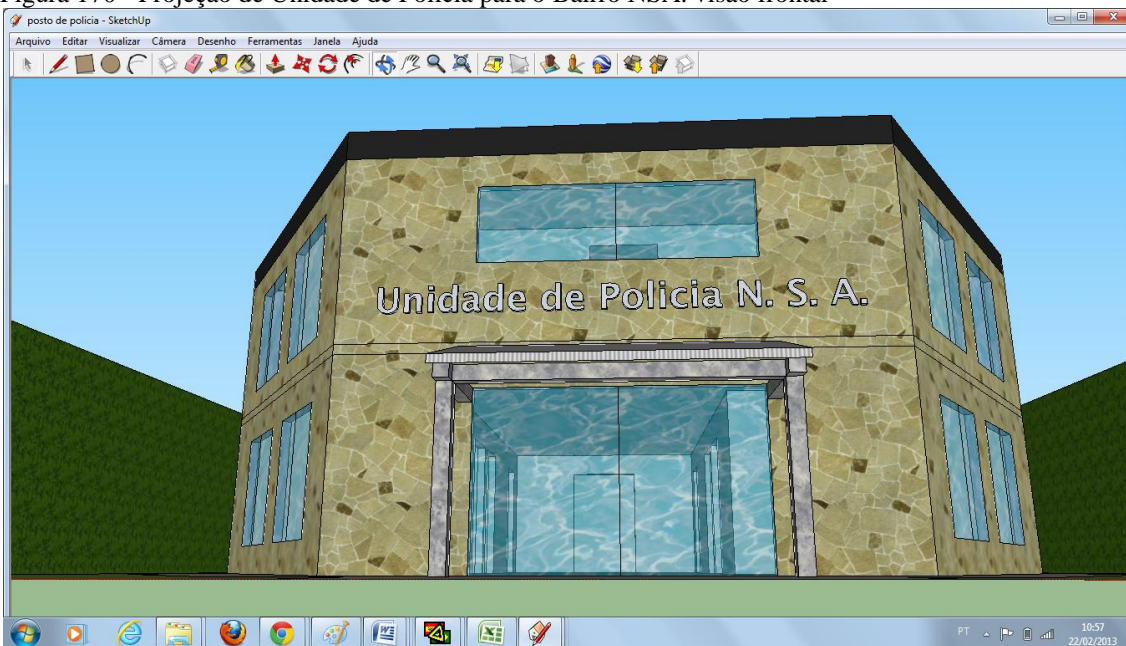 Figura 176 - Projeção de Unidade de Polícia para o Bairro NSA: visão frontal
posto de policia - SketchUp
Arquivo Editar Visualizar Câmera Desenho Ferramentas Janela Ajuda
Unidade de Policia N. S. A.
PT
10:57
22/02/2013